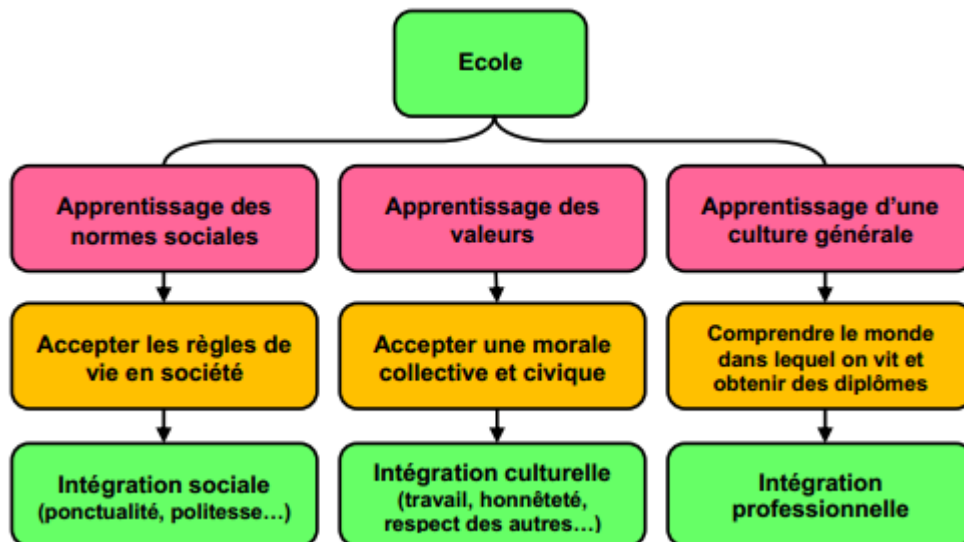 Ecole
Apprentissage des
normes sociales
Apprentissage des
valeurs
Apprentissage d'une
culture générale
Accepter les règles de
vie en société
Accepter une morale
collective et civique
Comprendre le monde
dans lequel on vit et
obtenir des diplômes
Intégration sociale
(ponctualité, politesse…)
Intégration culturelle
(travail, honnêteté,
respect des autres…)
Intégration
professionnelle